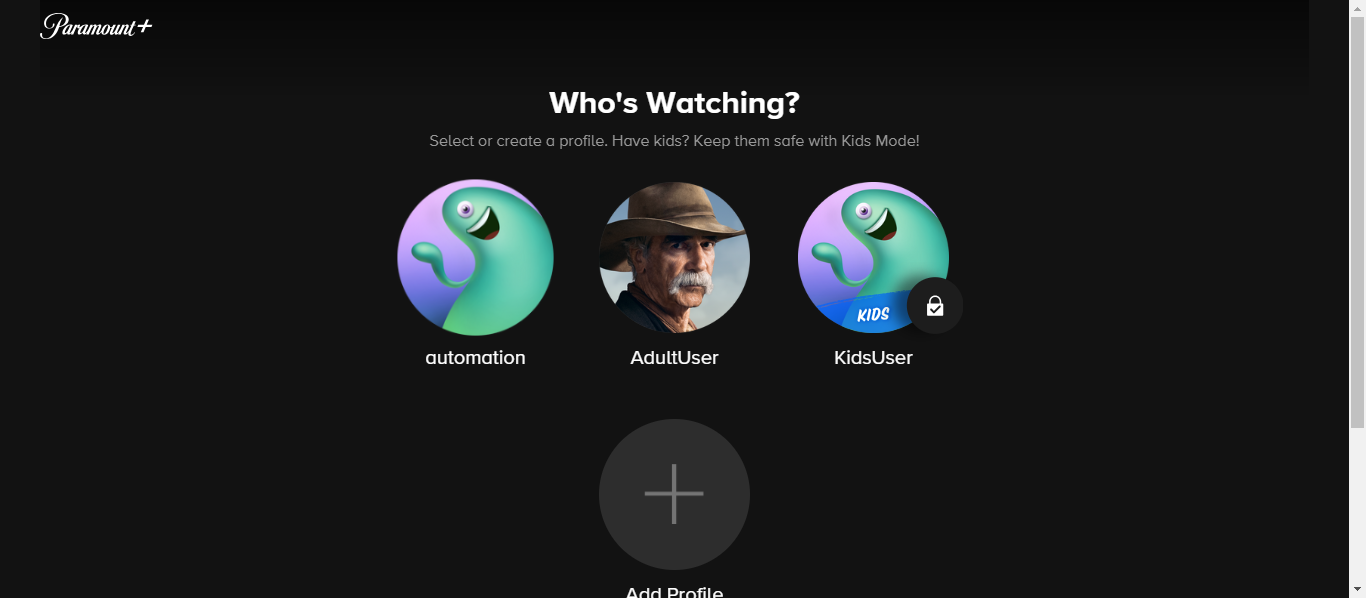 Paramount+
Who's Watching?
Select or create a profile. Have kids? Keep them safe with Kids Mode!
KIDS
automation
AdultUser
KidsUser
Add Profile